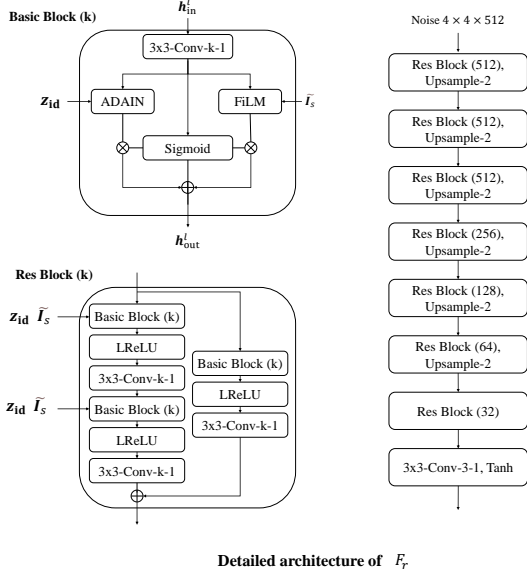 Basic Block (k)
h^l_in
3x3-Conv-k-1
z_id
ADAIN
FiLM
Ĩ_s
Sigmoid
h^l_out
Res Block (k)
z_id Ĩ_s
Basic Block (k)
LReLU
3x3-Conv-k-1
z_id Ĩ_s
Basic Block (k)
LReLU
3x3-Conv-k-1
Basic Block (k)
LReLU
3x3-Conv-k-1
Noise 4 × 4 × 512
Res Block (512),
Upsample-2
Res Block (512),
Upsample-2
Res Block (512),
Upsample-2
Res Block (256),
Upsample-2
Res Block (128),
Upsample-2
Res Block (64),
Upsample-2
Res Block (32)
3x3-Conv-3-1, Tanh
Detailed architecture of F_r